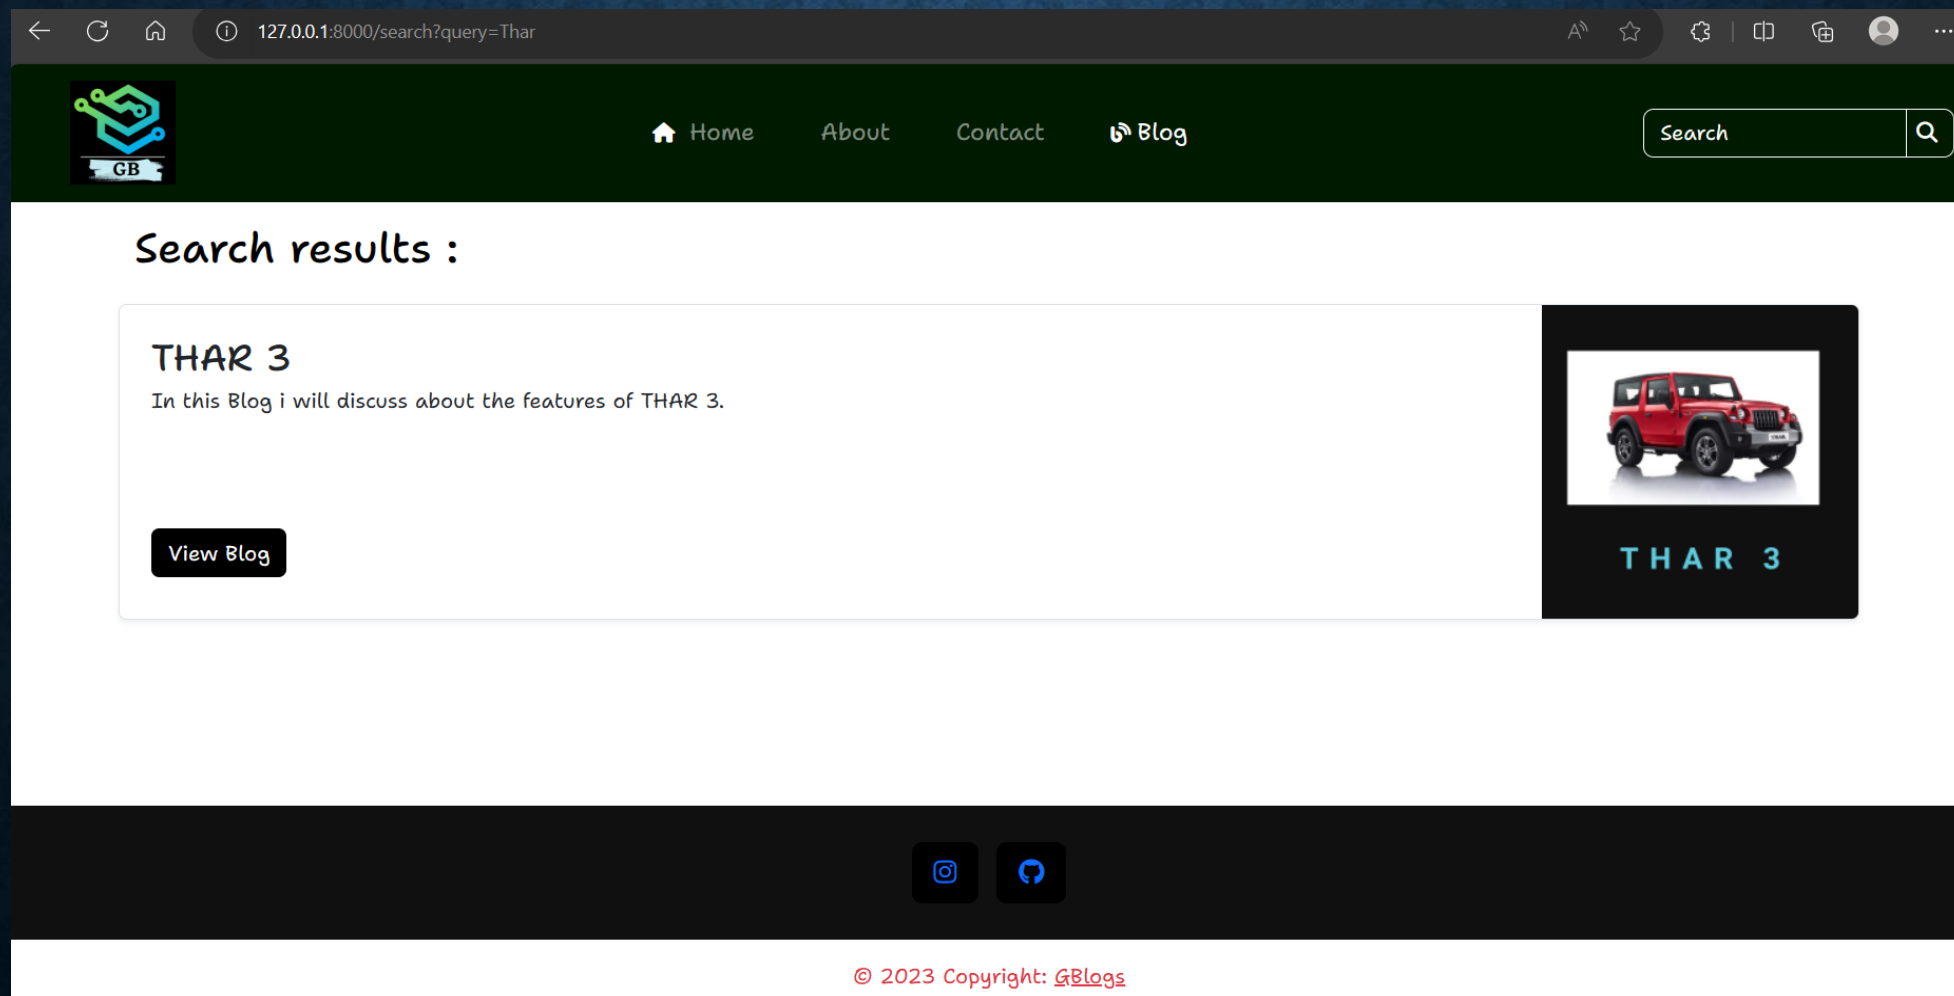 127.0.0.1:8000/search?query=Thar
GB
Home About Contact Blog Search
Search results :
THAR 3
In this Blog i will discuss about the features of THAR 3.
View Blog
THAR 3
© 2023 Copyright: GBlogs